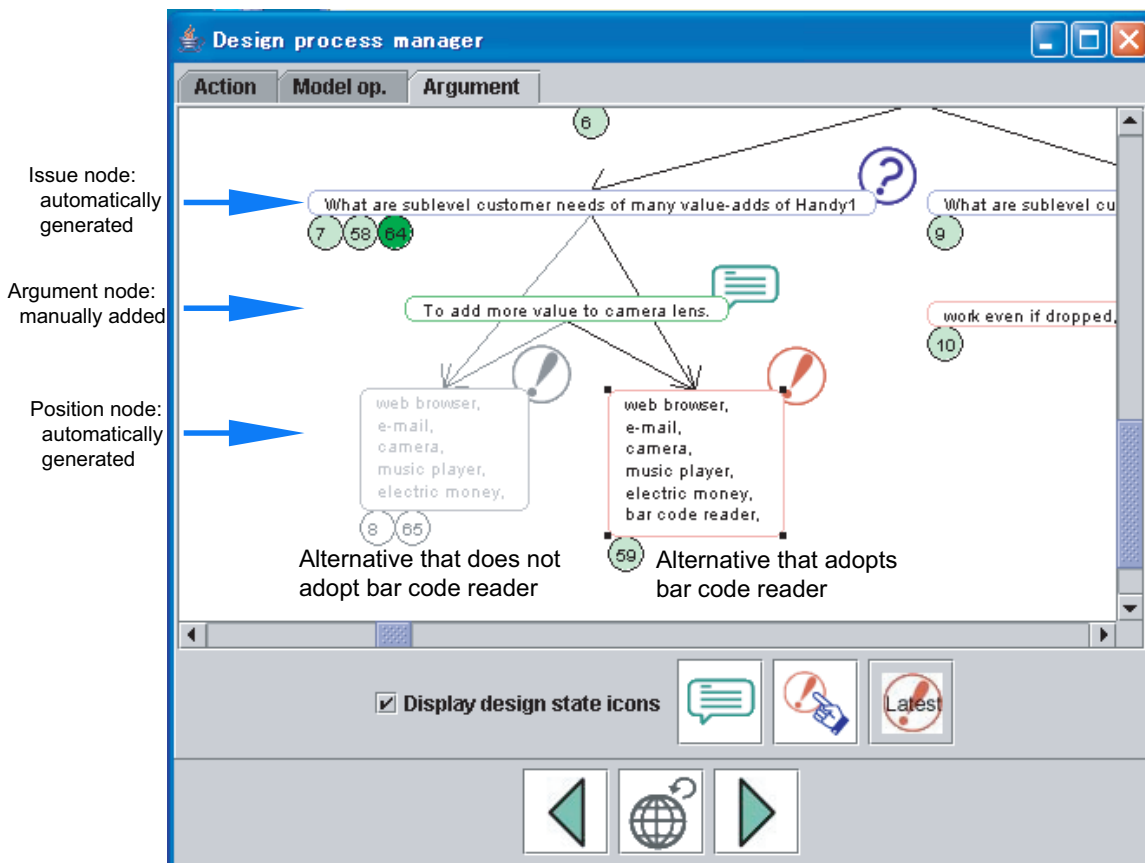 Design process manager
Action Model op. Argument
6
Issue node:
automatically
generated
What are sublevel customer needs of many value-adds of Handy1
What are sublevel cu
7 58 64
9
Argument node:
manually added
To add more value to camera lens.
work even if dropped,
10
Position node:
automatically
generated
web browser,
e-mail,
camera,
music player,
electric money,
8 65
web browser,
e-mail,
camera,
music player,
electric money,
bar code reader,
59
Alternative that does not
adopt bar code reader
Alternative that adopts
bar code reader
Display design state icons
Latest